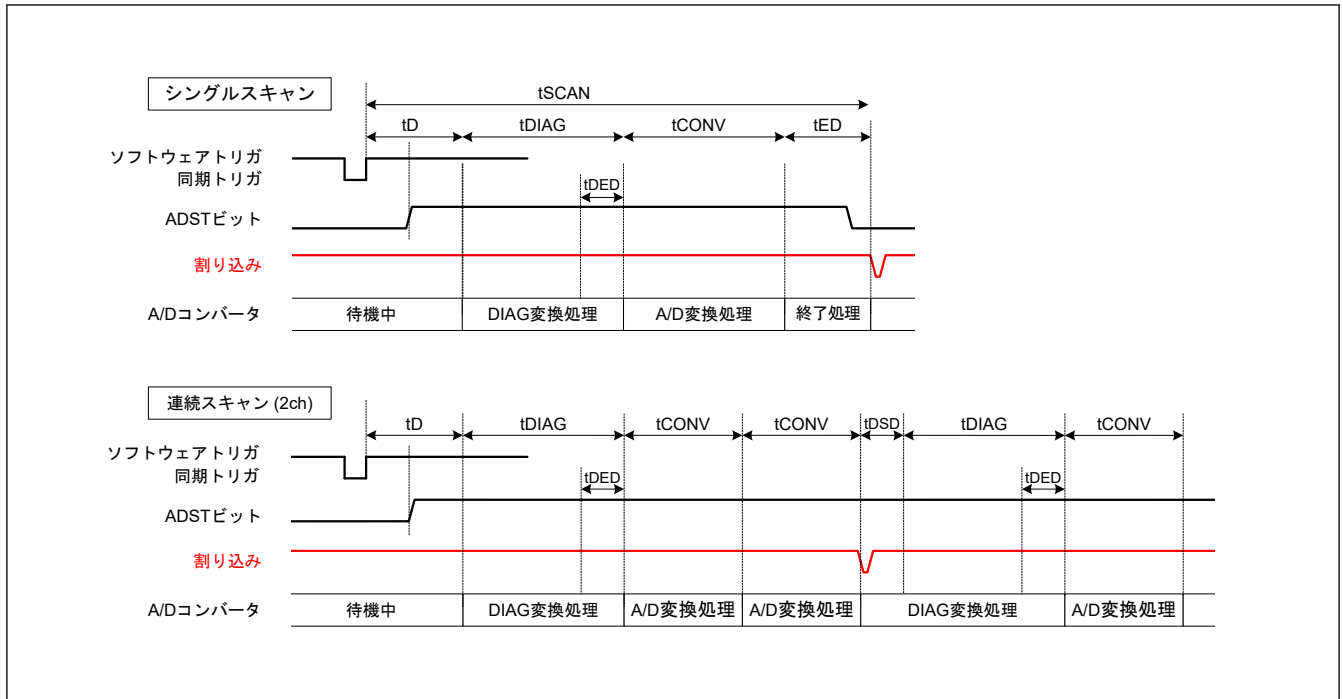 シングルスキャン
tSCAN
tD tDIAG tCONV tED
ソフトウェアトリガ
同期トリガ
tDED
ADSTビット
割り込み
A/Dコンバータ 待機中 DIAG変換処理 A/D変換処理 終了処理
連続スキャン (2ch)
tD tDIAG tCONV tCONV tDSD tDIAG tCONV
ソフトウェアトリガ
同期トリガ
tDED tDED
ADSTビット
割り込み
A/Dコンバータ 待機中 DIAG変換処理 A/D変換処理 A/D変換処理 DIAG変換処理 A/D変換処理